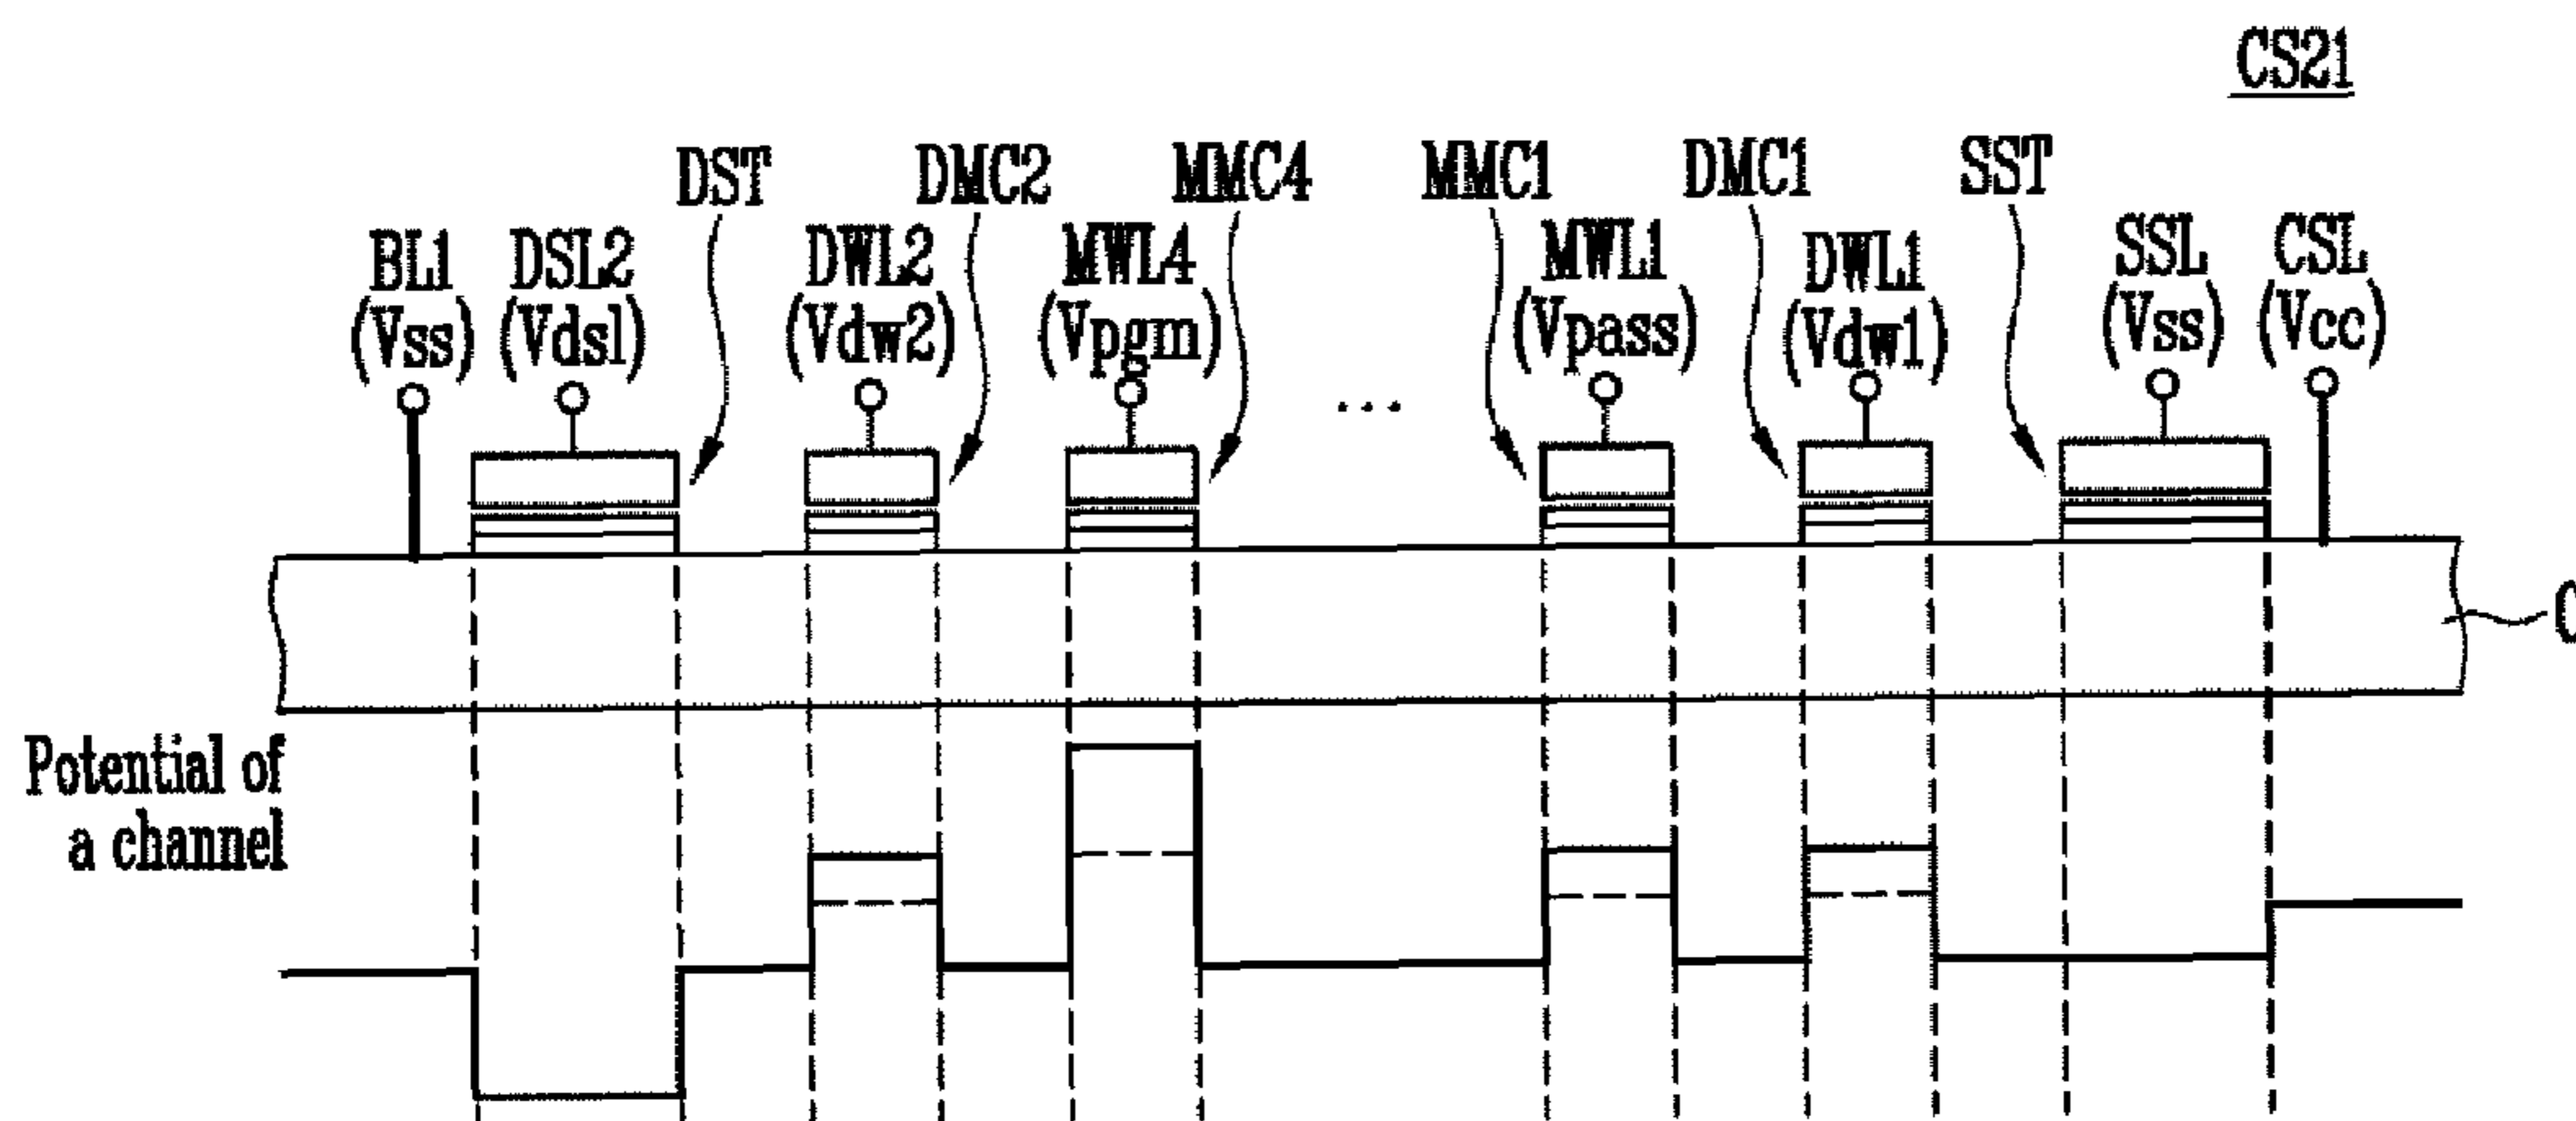 CS21
DST DMC2 MMC4 MMC1 DMC1 SST
BL1 DSL2 DWL2 MWL4 MWL1 DWL1 SSL CSL
(Vss) (Vdsl) (Vdw2) (Vpgm) (Vpass) (Vdw1) (Vss) (Vcc)
...
C
Potential of
a channel